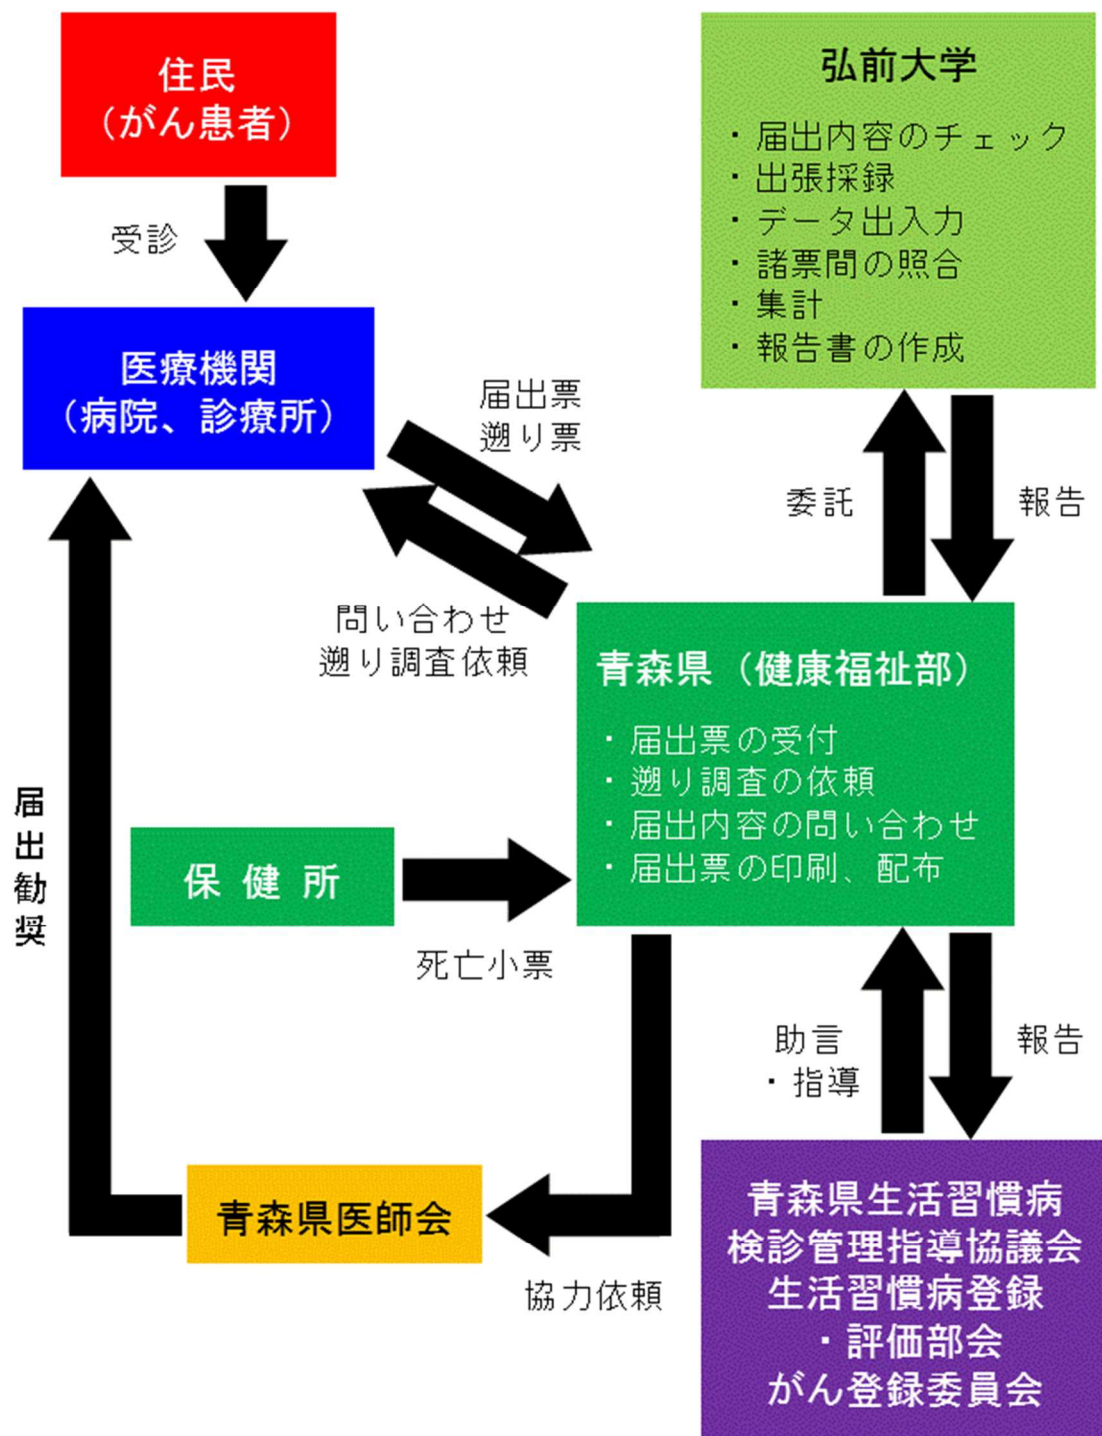 住民
（がん患者）
受診
医療機関
（病院、診療所）
届出票
遡り票
問い合わせ
遡り調査依頼
弘前大学
・届出内容のチェック
・出張採録
・データ出入力
・諸票間の照合
・集計
・報告書の作成
委託
報告
青森県（健康福祉部）
・届出票の受付
・遡り調査の依頼
・届出内容の問い合わせ
・届出票の印刷、配布
保健所
死亡小票
届出勧奨
青森県医師会
協力依頼
助言
・指導
報告
青森県生活習慣病
検診管理指導協議会
生活習慣病登録
・評価部会
がん登録委員会